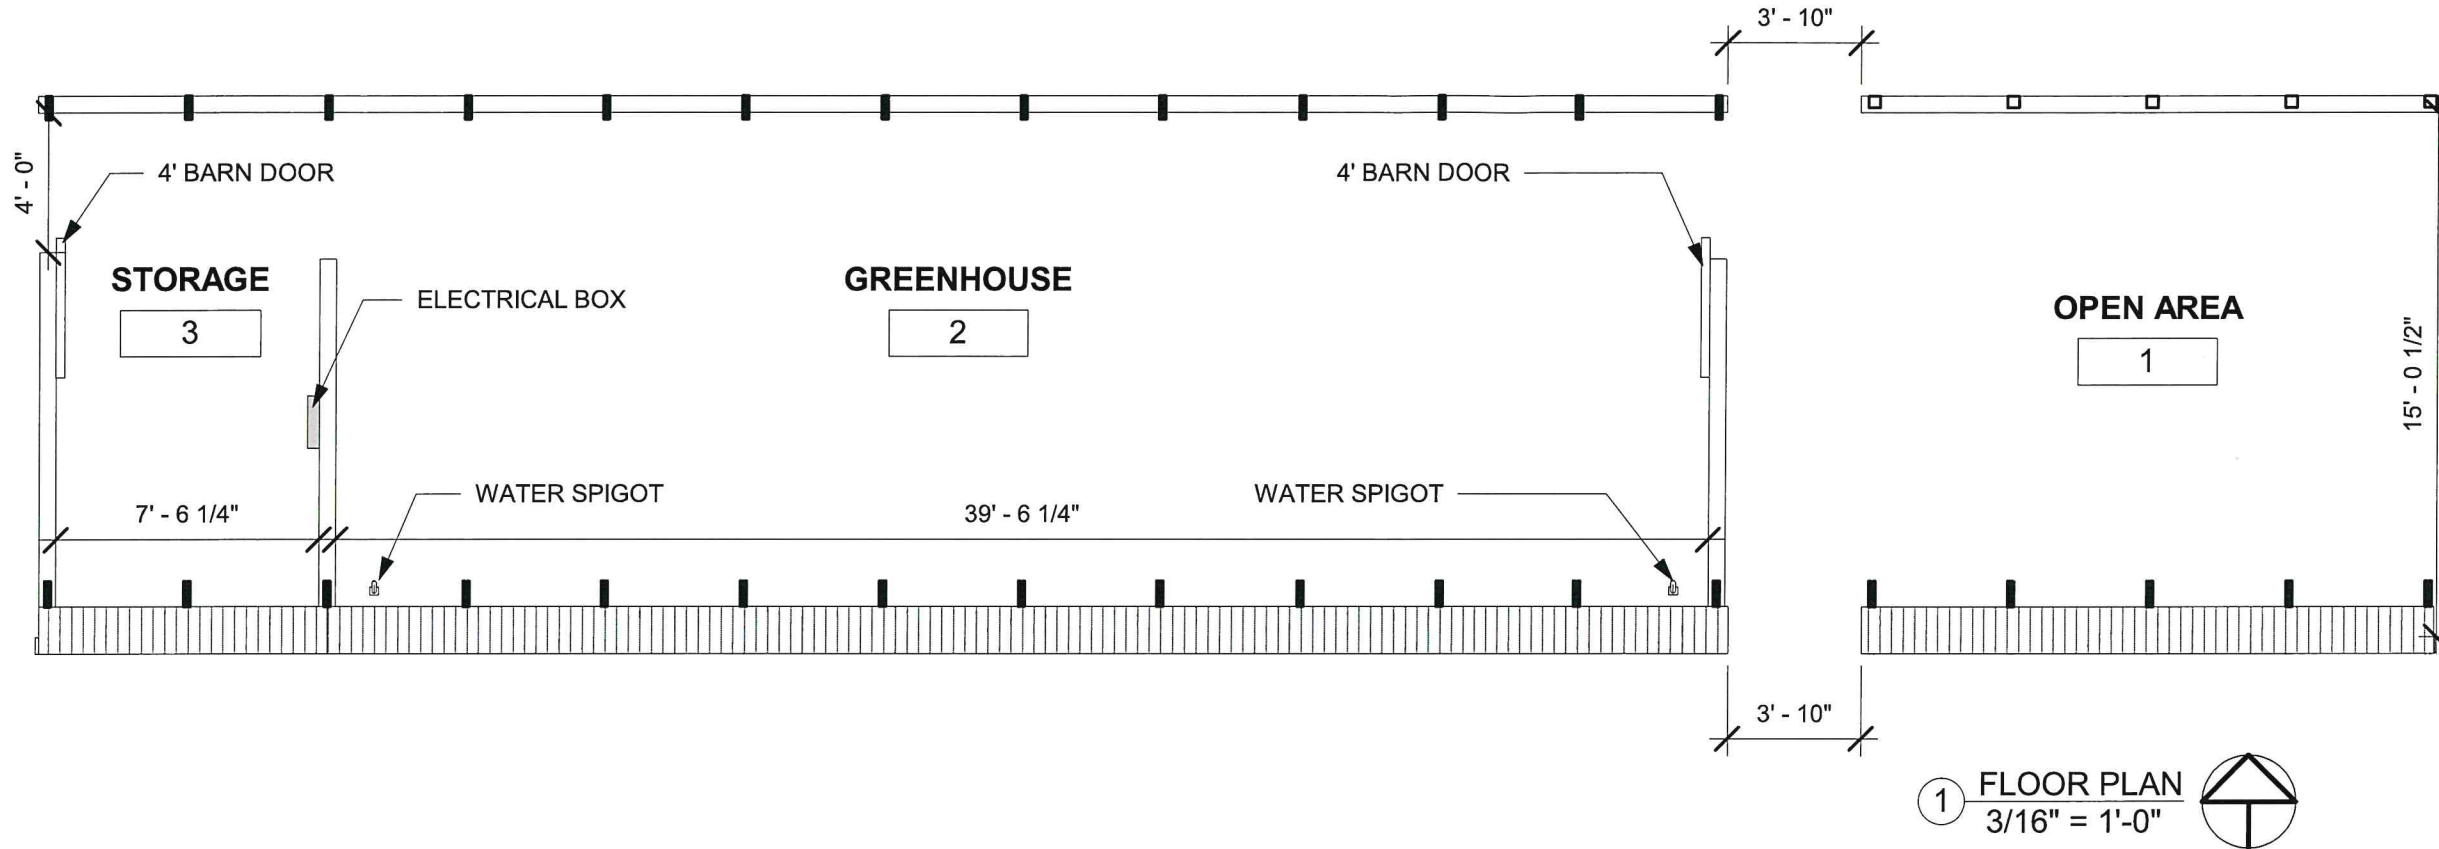 3' - 10"
4' - 0"
4' BARN DOOR
4' BARN DOOR
STORAGE
3
ELECTRICAL BOX
GREENHOUSE
2
OPEN AREA
1
15' - 0 1/2"
WATER SPIGOT
WATER SPIGOT
7' - 6 1/4"
39' - 6 1/4"
3' - 10"
1
FLOOR PLAN
3/16" = 1'-0"